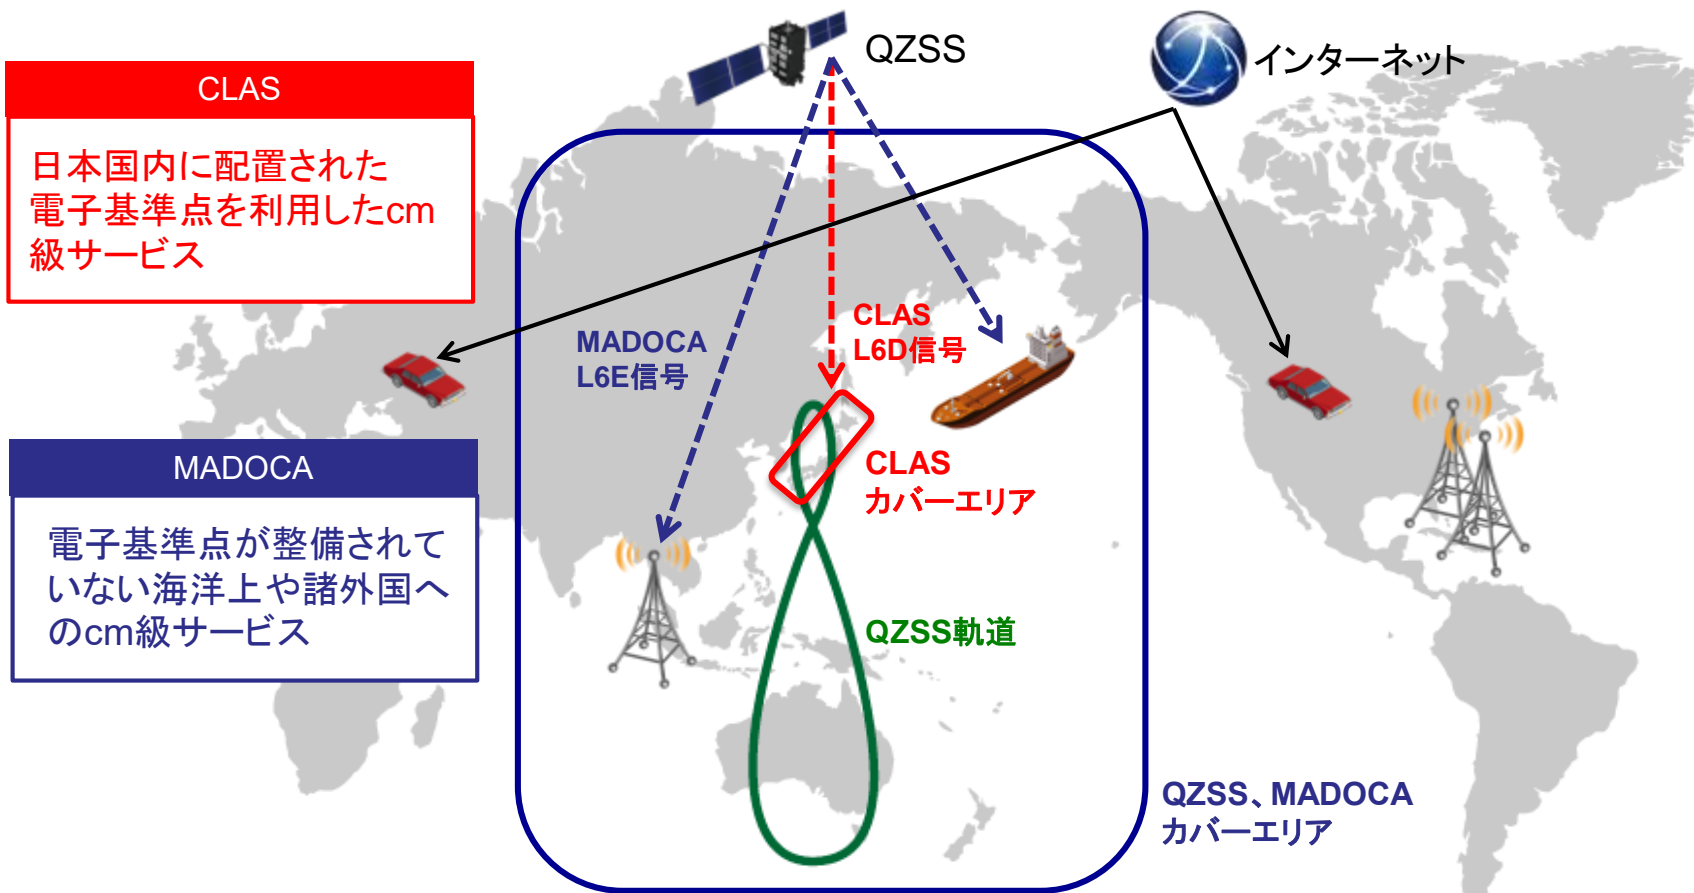 QZSS
インターネット
CLAS
日本国内に配置された
電子基準点を利用したcm
級サービス
MADOCA
L6E信号
CLAS
L6D信号
MADOCA
電子基準点が整備されて
いない海洋上や諸外国へ
のcm級サービス
CLAS
カバーエリア
QZSS軌道
QZSS、MADOCA
カバーエリア